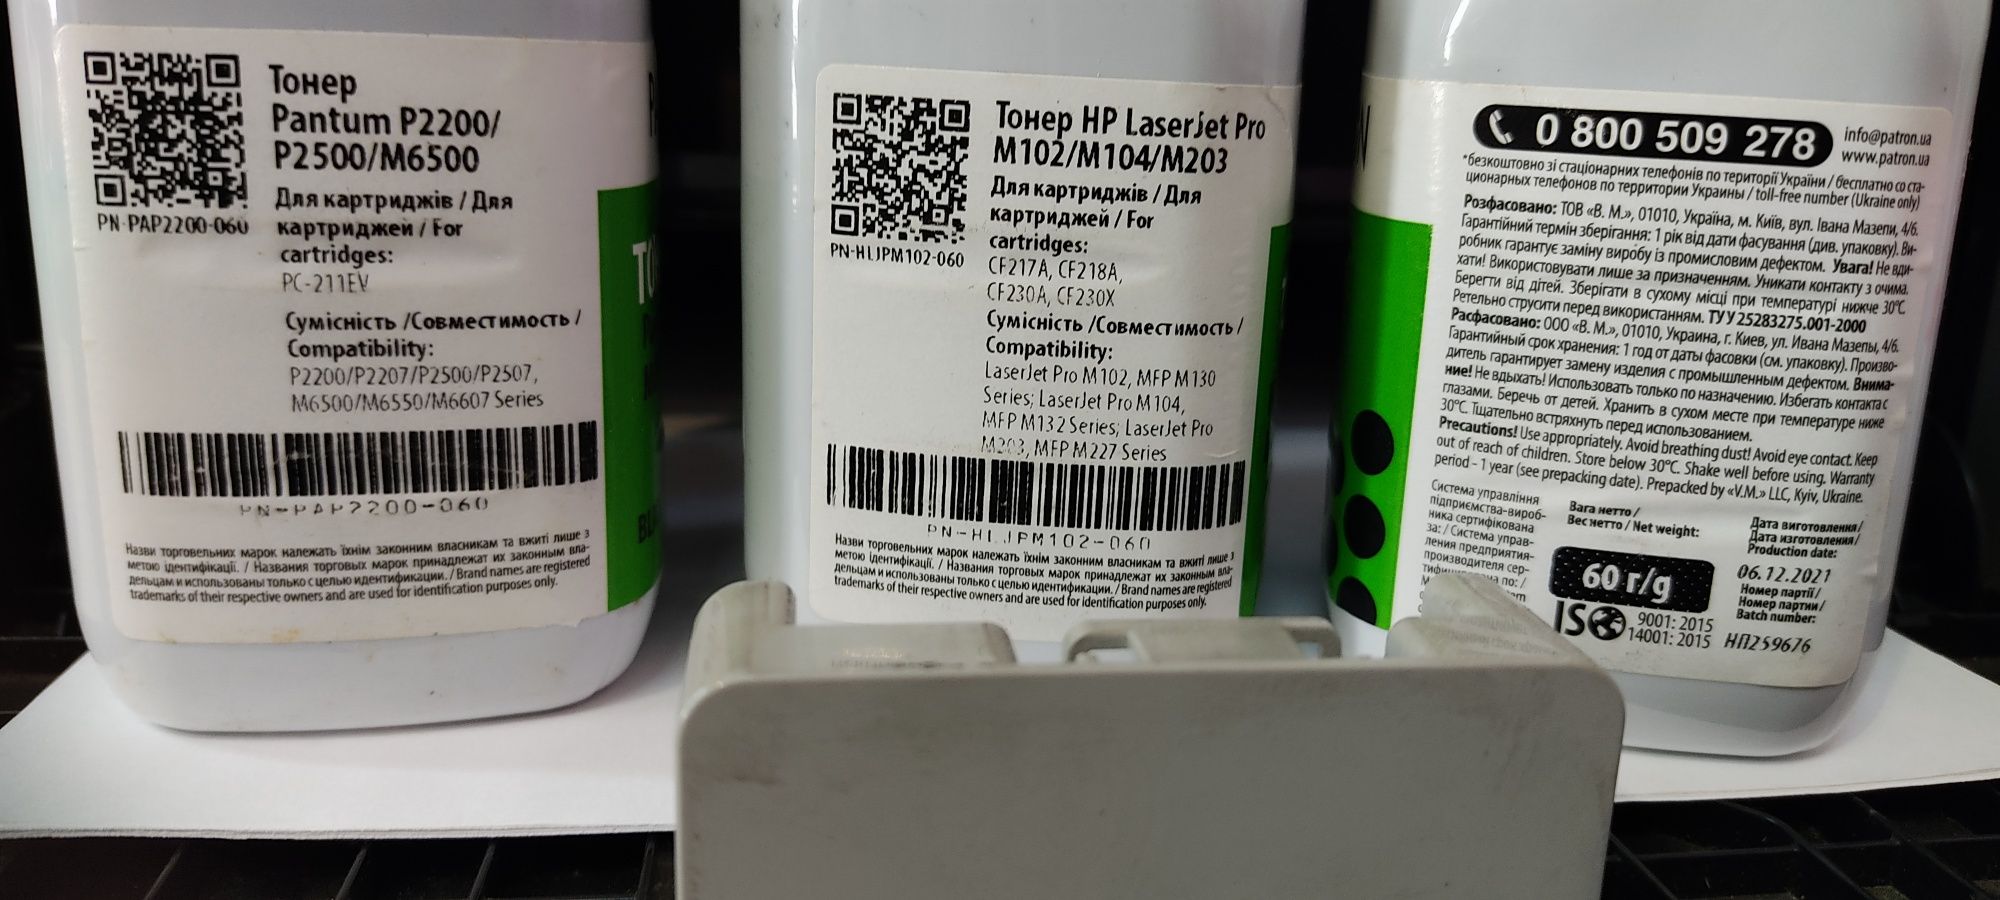 Тонер
Pantum P2200/
P2500/M6500
Для картриджів / Для
картриджей / For
cartridges:
PC-211EV
PN-PAP2200-060
Сумісність /Совместимость /
Compatibility:
P2200/P2207/P2500/P2507,
M6500/M6550/M6607 Series
PN-PAP2200-060
Назви торговельних марок належать їхнім законним власникам та вжиті лише з
метою ідентифікації. / Названия торговых марок принадлежат их законным вла-
дельцам и использованы только с целью идентификации. / Brand names are registered
trademarks of their respective owners and are used for identification purposes only.
Тонер HP LaserJet Pro
M102/M104/M203
Для картриджів / Для
картриджей / For
cartridges:
CF217A, CF218A,
CF230A, CF230X
PN-HLJPM102-060
Сумісність /Совместимость /
Compatibility:
LaserJet Pro M102, MFP M130
Series; LaserJet Pro M104,
MFP M132 Series; LaserJet Pro
M203, MFP M227 Series
PN-HLJPM102-060
Назви торговельних марок належать їхнім законним власникам та вжиті лише з
метою ідентифікації. / Названия торговых марок принадлежат их законным вла-
дельцам и использованы только с целью идентификации. / Brand names are registered
trademarks of their respective owners and are used for identification purposes only.
0 800 509 278
info@patron.ua
www.patron.ua
*безкоштовно зі стаціонарних телефонів по території України / бесплатно со ста-
ционарных телефонов по территории Украины / toll-free number (Ukraine only)
Розфасовано: ТОВ «В. М.», 01010, Україна, м. Київ, вул. Івана Мазепи, 4/6.
Гарантійний термін зберігання: 1 рік від дати фасування (див. упаковку). Ви-
робник гарантує заміну виробу із промисловим дефектом. Увага! Не вди-
хати! Використовувати лише за призначенням. Уникати контакту з очима.
Берегти від дітей. Зберігати в сухому місці при температурі нижче 30°C.
Ретельно струсити перед використанням. ТУ У 25283275.001-2000
Расфасовано: ООО «В. М.», 01010, Украина, г. Киев, ул. Ивана Мазепы, 4/6.
Гарантийный срок хранения: 1 год от даты фасовки (см. упаковку). Произво-
дитель гарантирует замену изделия с промышленным дефектом. Внима-
ние! Не вдыхать! Использовать только по назначению. Избегать контакта с
глазами. Беречь от детей. Хранить в сухом месте при температуре ниже
30°C. Тщательно встряхнуть перед использованием.
Precautions! Use appropriately. Avoid breathing dust! Avoid eye contact. Keep
out of reach of children. Store below 30°C. Shake well before using. Warranty
period - 1 year (see prepacking date). Prepacked by «V.M.» LLC, Kyiv, Ukraine.
Система управління
підприємства-вироб-
ника сертифікована
за: / Система управ-
ления предприятия-
производителя сер-
по: /
Вага нетто /
Вес нетто / Net weight:
60 г/g
ISO
9001: 2015
14001: 2015
Дата виготовлення/
Дата изготовления/
Production date:
06.12.2021
Номер партії/
Номер партии/
Batch number:
НП259676